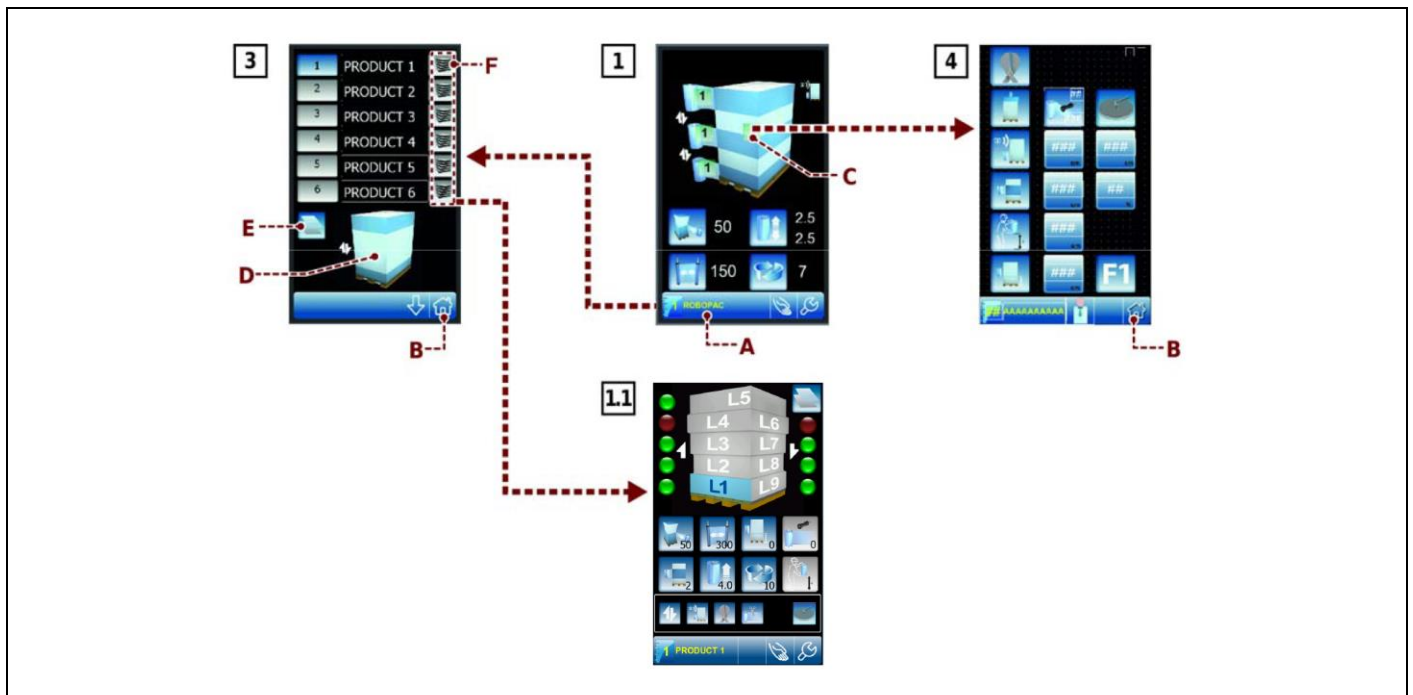 3
1 PRODUCT 1
2 PRODUCT 2
3 PRODUCT 3
4 PRODUCT 4
5 PRODUCT 5
6 PRODUCT 6
F
E
D
B
1
1
1
1
C
50
2.5
2.5
150
7
1 ROBOPAC
A
4
##
### ###
### ##
###
### F1
## AAAAAAAAAA
B
1.1
L5
L4 L6
L3 L7
L2 L8
L1 L9
50 300 0 0
2 4.0 10
1 PRODUCT 1